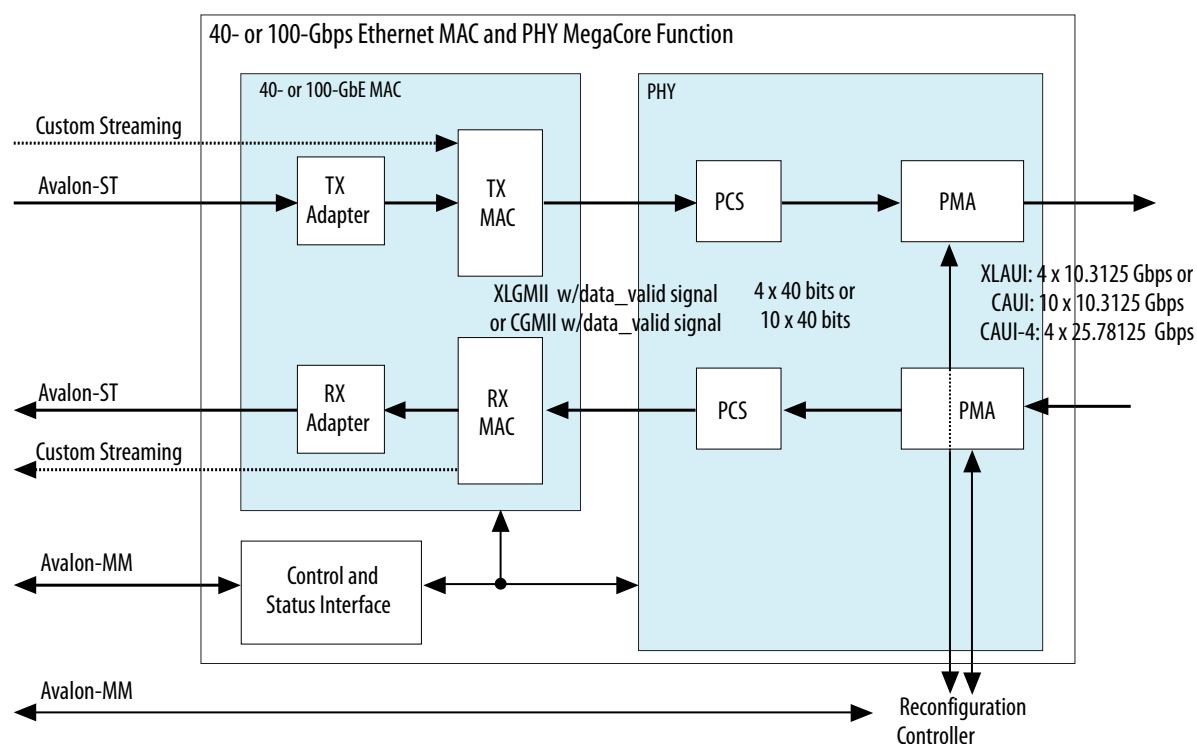 40- or 100-Gbps Ethernet MAC and PHY MegaCore Function
40- or 100-GbE MAC
PHY
Custom Streaming
Avalon-ST
TX
Adapter
TX
MAC
PCS
PMA
XLGMII w/data_valid signal
or CGMII w/data_valid signal
4 x 40 bits or
10 x 40 bits
XLAUI: 4 x 10.3125 Gbps or
CAUI: 10 x 10.3125 Gbps
CAUI-4: 4 x 25.78125 Gbps
Avalon-ST
RX
Adapter
RX
MAC
PCS
PMA
Custom Streaming
Avalon-MM
Control and
Status Interface
Avalon-MM
Reconfiguration
Controller